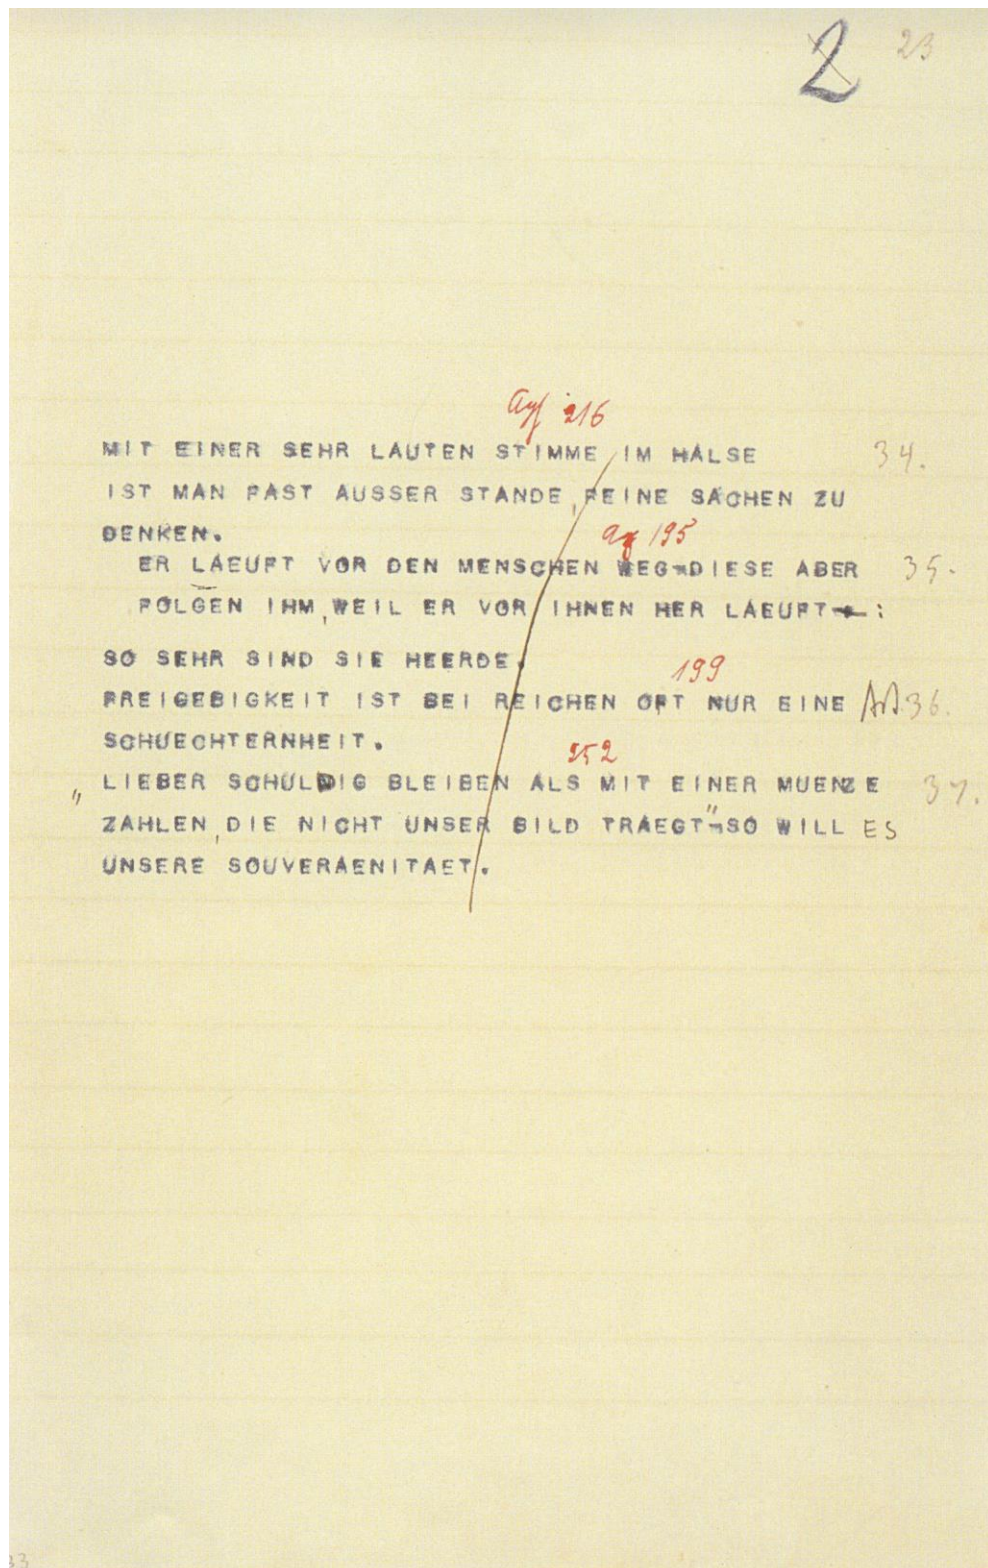 2 23
216
MIT EINER SEHR LAUTEN STIMME IM HALSE 34.
IST MAN FAST AUSSER STANDE, FEINE SACHEN ZU
DENKEN.
195
ER LAEUFT VOR DEN MENSCHEN WEG-DIESE ABER 35.
FOLGEN IHM, WEIL ER VOR IHNEN HER LAEUFT:
SO SEHR SIND SIE HEERDE.
199
FREIGEBIGKEIT IST BEI REICHEN OFT NUR EINE Art 36.
SCHUECHTERNHEIT.
252
„LIEBER SCHULDIG BLEIBEN ALS MIT EINER MUENZE 37.
ZAHLEN, DIE NICHT UNSER BILD TRAEGT"-SO WILL ES
UNSERE SOUVERAENITAET.
33